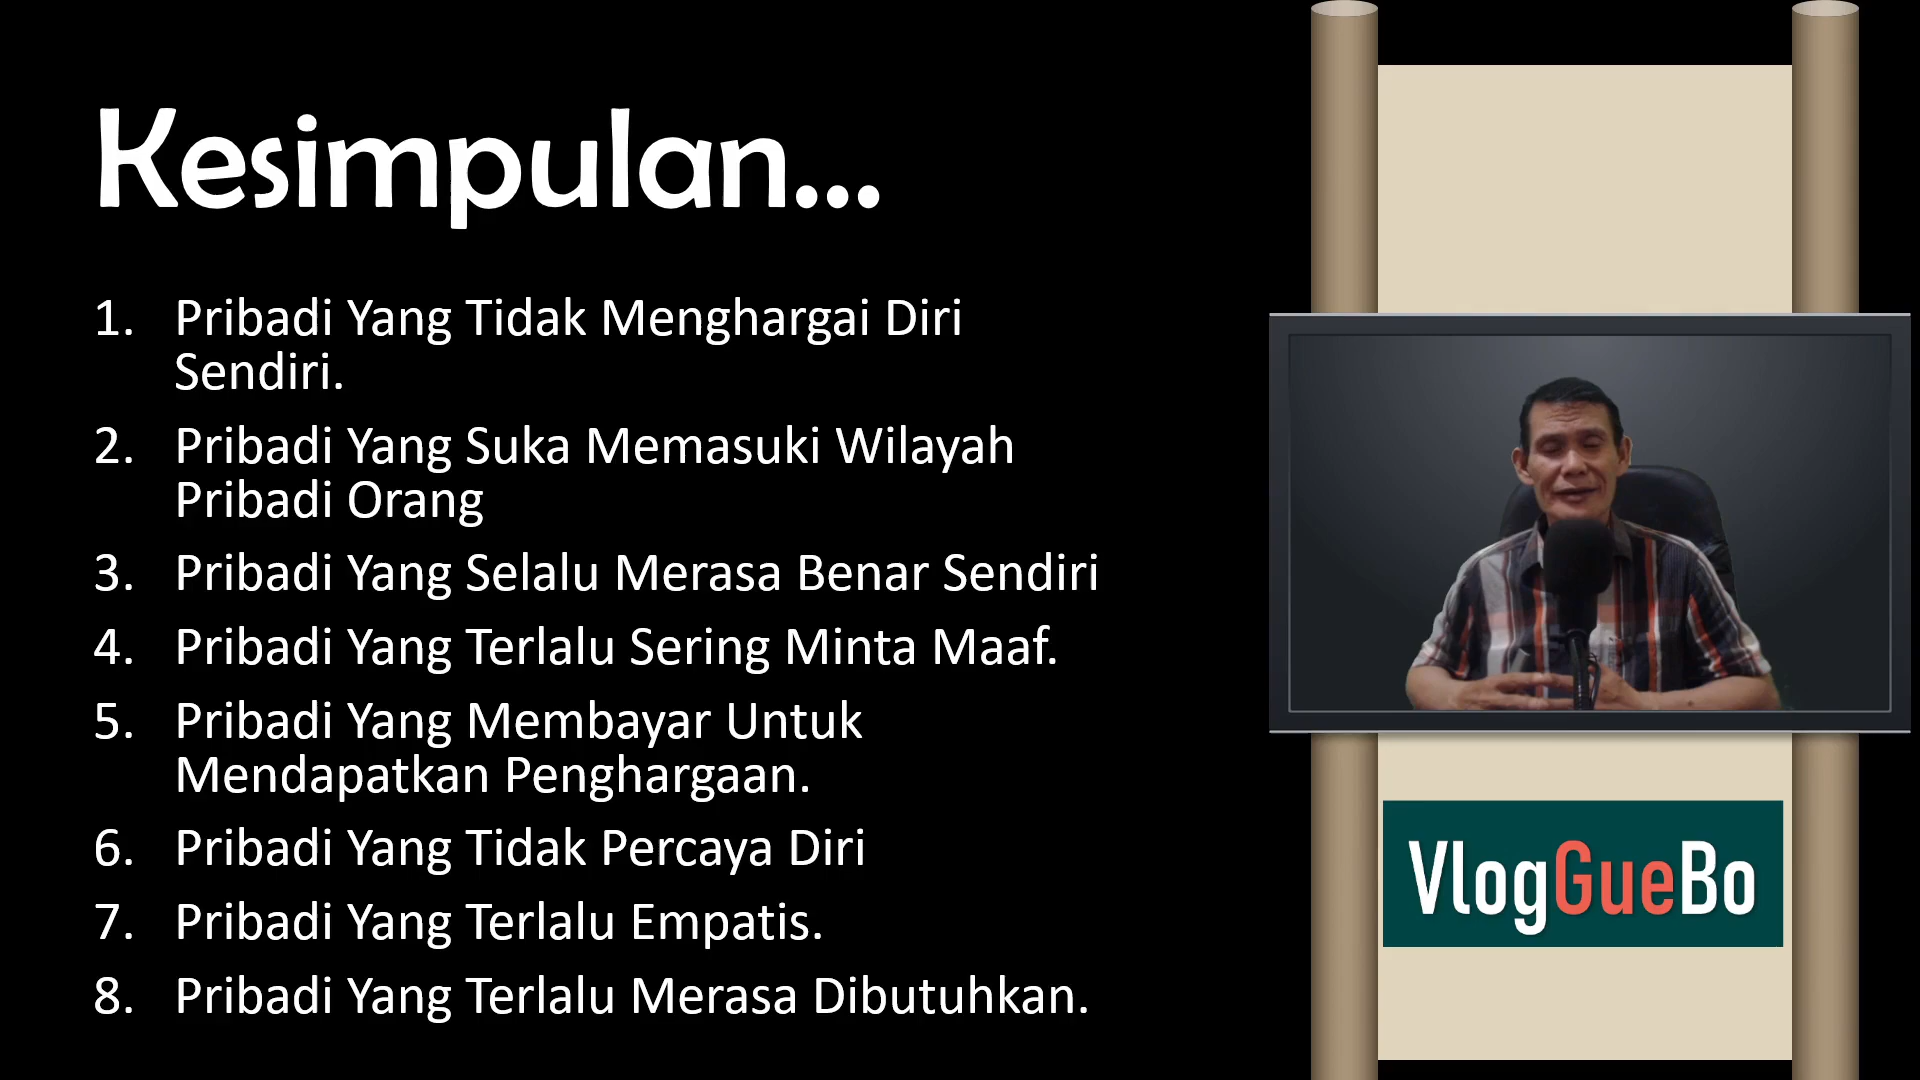 Kesimpulan...
1. Pribadi Yang Tidak Menghargai Diri
Sendiri.
2. Pribadi Yang Suka Memasuki Wilayah
Pribadi Orang
3. Pribadi Yang Selalu Merasa Benar Sendiri
4. Pribadi Yang Terlalu Sering Minta Maaf.
5. Pribadi Yang Membayar Untuk
Mendapatkan Penghargaan.
6. Pribadi Yang Tidak Percaya Diri
7. Pribadi Yang Terlalu Empatis.
8. Pribadi Yang Terlalu Merasa Dibutuhkan.
VlogGueBo